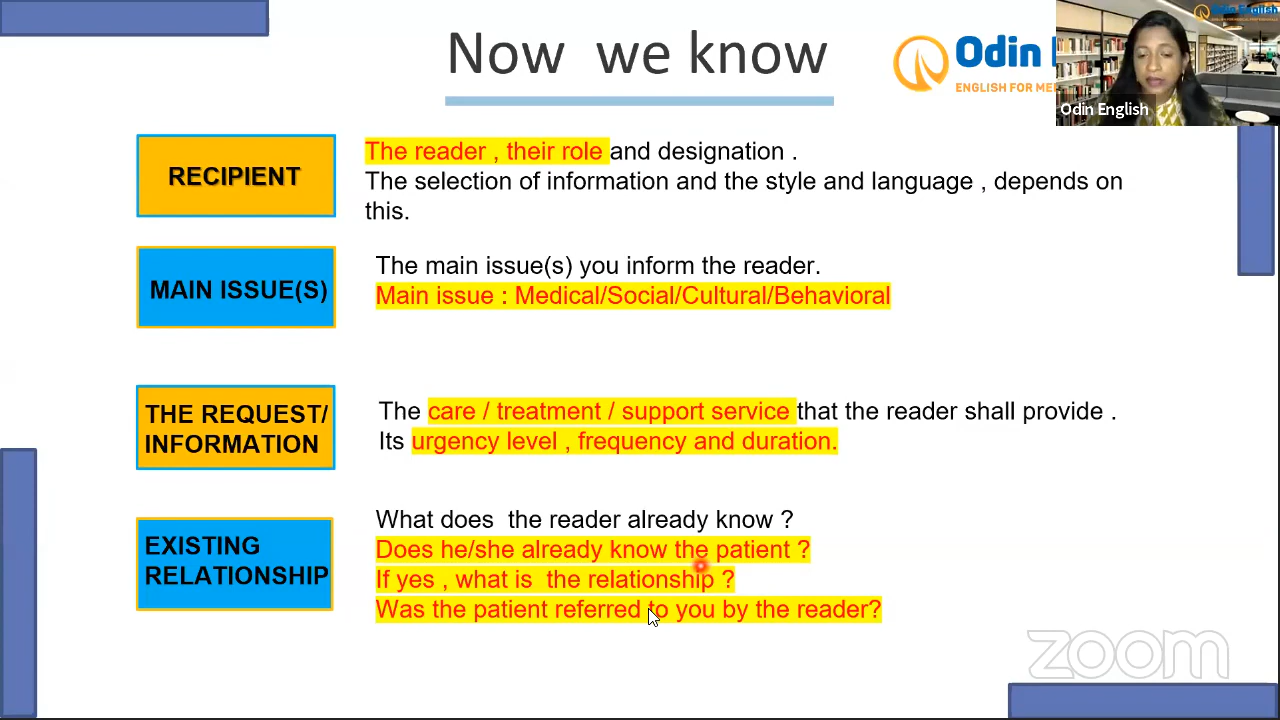 Now we know
Odin
ENGLISH FOR ME
Odin English
Odin English
RECIPIENT
The reader , their role and designation .
The selection of information and the style and language , depends on
this.
MAIN ISSUE(S)
The main issue(s) you inform the reader.
Main issue : Medical/Social/Cultural/Behavioral
THE REQUEST/
INFORMATION
The care / treatment / support service that the reader shall provide .
Its urgency level , frequency and duration.
EXISTING
RELATIONSHIP
What does the reader already know ?
Does he/she already know the patient ?
If yes , what is the relationship ?
Was the patient referred to you by the reader?
zoom